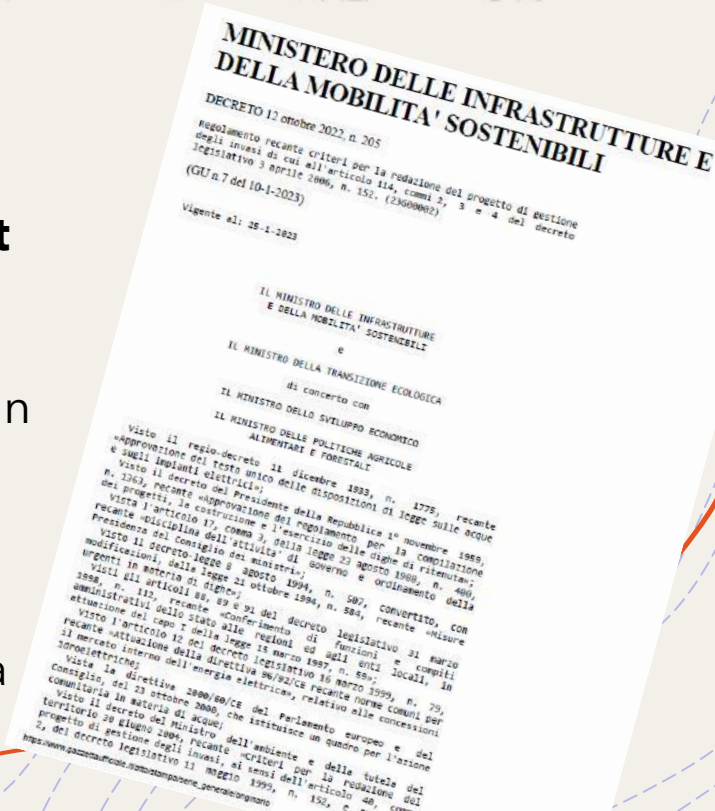 t
n
a
MINISTERO DELLE INFRASTRUTTURE E
DELLA MOBILITA' SOSTENIBILI
DECRETO 12 ottobre 2022, n. 205
Regolamento recante criteri per la redazione del progetto di gestione
degli invasi di cui all'articolo 114, commi 2, 3 e 4 del decreto
legislativo 3 aprile 2006, n. 152. (23G00002)
(GU n.7 del 10-1-2023)
Vigente al: 25-1-2023
IL MINISTRO DELLE INFRASTRUTTURE
E DELLA MOBILITA' SOSTENIBILI
e
IL MINISTRO DELLA TRANSIZIONE ECOLOGICA
di concerto con
IL MINISTRO DELLO SVILUPPO ECONOMICO
IL MINISTRO DELLE POLITICHE AGRICOLE
ALIMENTARI E FORESTALI
Visto il regio-decreto 11 dicembre 1933, n. 1775, recante
«Approvazione del testo unico delle disposizioni di legge sulle acque
e sugli impianti elettrici»;
Visto il decreto del Presidente della Repubblica 1° novembre 1959,
n. 1363, recante «Approvazione del regolamento per la compilazione
dei progetti, la costruzione e l'esercizio delle dighe di ritenuta»;
Vista l'articolo 17, comma 3, della legge 23 agosto 1988, n. 400,
recante «Disciplina dell'attivita' di Governo e ordinamento della
Presidenza del Consiglio dei ministri»;
Visto il decreto-legge 8 agosto 1994, n. 507, convertito, con
modificazioni, dalla legge 21 ottobre 1994, n. 584, recante «Misure
urgenti in materia di dighe»;
Visti gli articoli 88, 89 e 91 del decreto legislativo 31 marzo
1998, n. 112, recante «Conferimento di funzioni e compiti
amministrativi dello Stato alle regioni ed agli enti locali, in
attuazione del capo I della legge 15 marzo 1997, n. 59»;
Visto l'articolo 12 del decreto legislativo 16 marzo 1999, n. 79,
recante «Attuazione della direttiva 96/92/CE recante norme comuni per
il mercato interno dell'energia elettrica», relativo alle concessioni
idroelettriche;
Vista la direttiva 2000/60/CE del Parlamento europeo e del
Consiglio, del 23 ottobre 2000, che istituisce un quadro per l'azione
comunitaria in materia di acque;
Visto il decreto del Ministro dell'ambiente e della tutela del
territorio 30 giugno 2004, recante «Criteri per la redazione del
progetto di gestione degli invasi, ai sensi dell'articolo 40, comma
2, del decreto legislativo 11 maggio 1999, n. 152, e
https://www.gazzettaufficiale.it/atto/stampa/serie_generale/originario